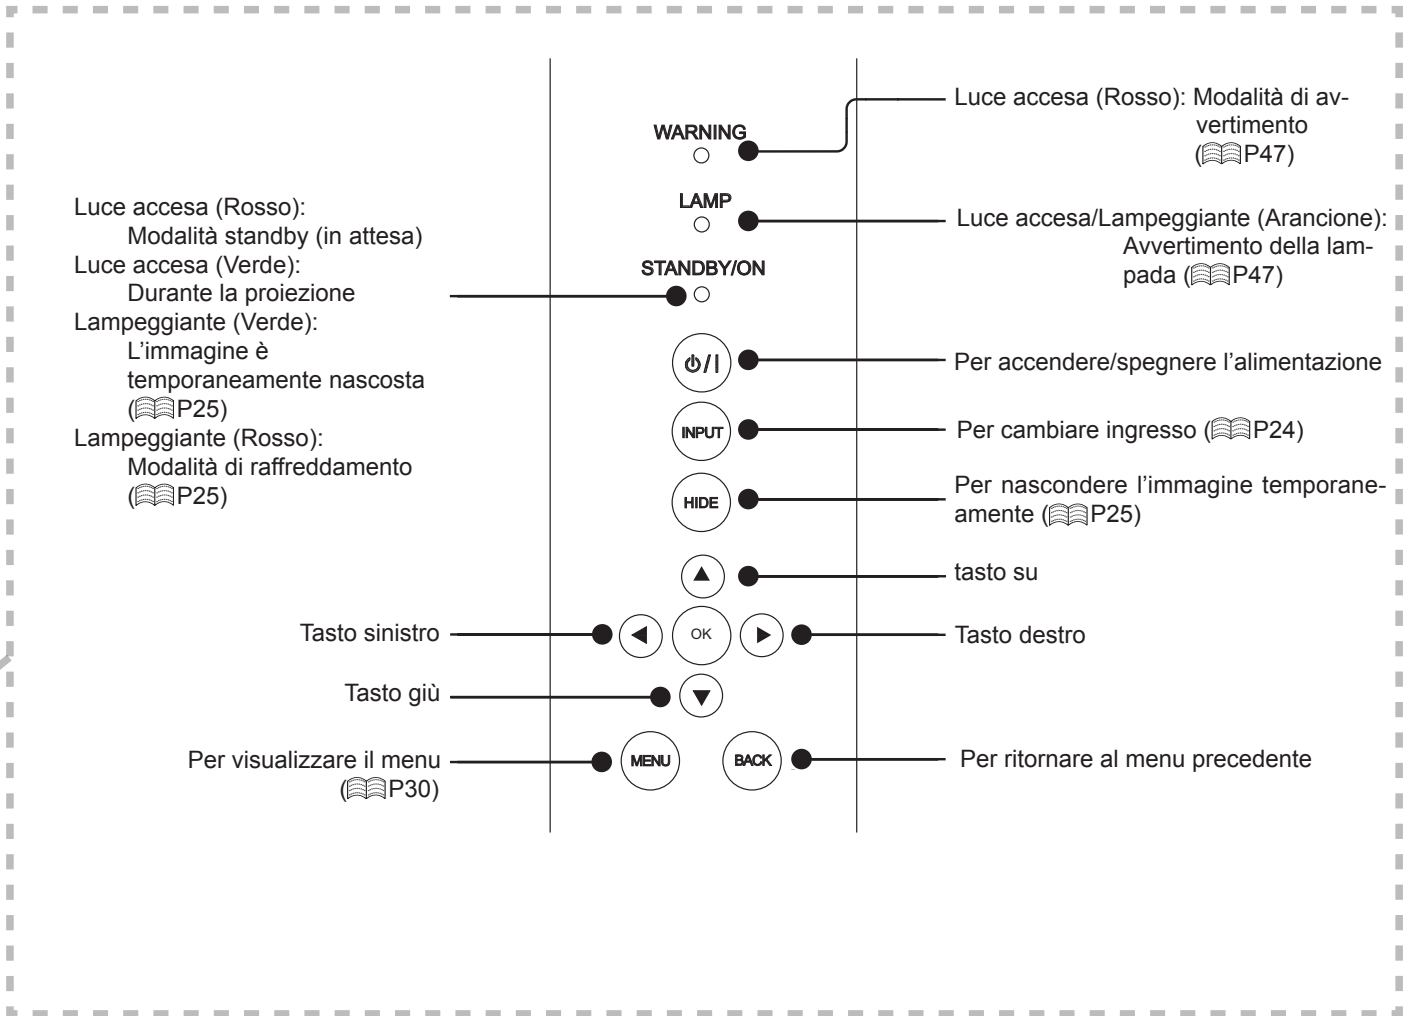 Luce accesa (Rosso): Modalità di av-
vertimento
(P47)
WARNING
LAMP
Luce accesa/Lampeggiante (Arancione):
Avvertimento della lam-
pada (P47)
STANDBY/ON
Luce accesa (Rosso):
Modalità standby (in attesa)
Luce accesa (Verde):
Durante la proiezione
Lampeggiante (Verde):
L’immagine è
temporaneamente nascosta
(P25)
Lampeggiante (Rosso):
Modalità di raffreddamento
(P25)
⏻/|
Per accendere/spegnere l’alimentazione
INPUT
Per cambiare ingresso (P24)
HIDE
Per nascondere l’immagine temporane-
amente (P25)
tasto su
Tasto sinistro
OK
Tasto destro
Tasto giù
Per visualizzare il menu
(P30)
MENU
BACK
Per ritornare al menu precedente